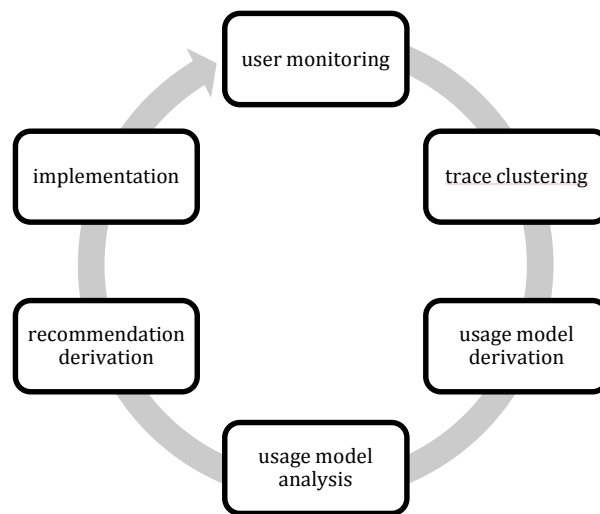 user monitoring
trace clustering
usage model
derivation
usage model
analysis
recommendation
derivation
implementation